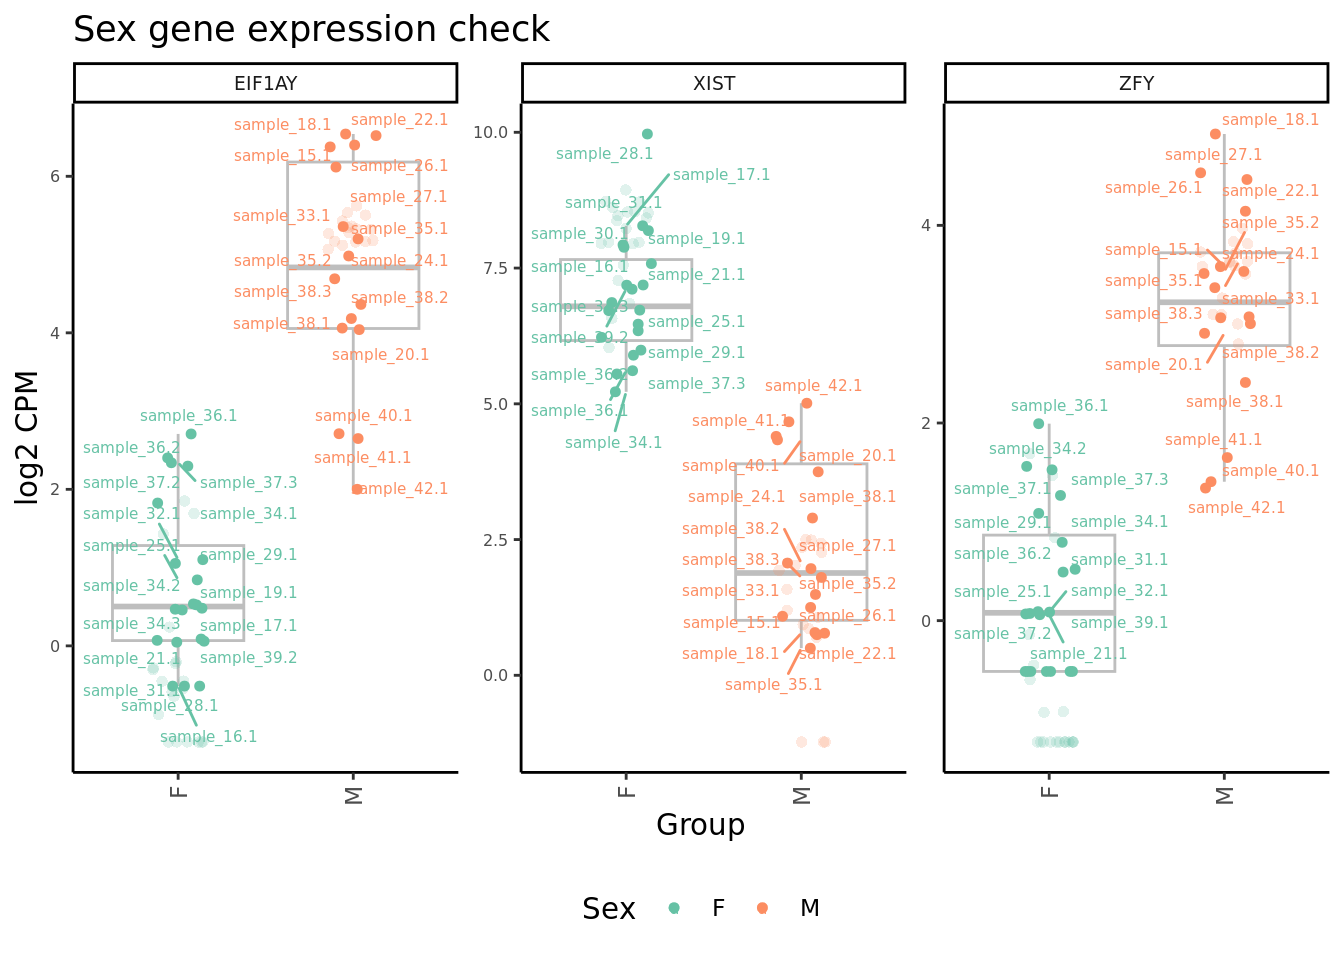 Sex gene expression check
EIF1AY
XIST
ZFY
log2 CPM
6
4
2
0
sample_18.1
sample_22.1
sample_15.1
sample_26.1
sample_27.1
sample_33.1
sample_35.1
sample_35.2
sample_24.1
sample_38.3
sample_38.2
sample_38.1
sample_20.1
sample_36.1
sample_40.1
sample_36.2
sample_41.1
sample_37.2
sample_37.3
sample_42.1
sample_32.1
sample_34.1
sample_25.1
sample_29.1
sample_34.2
sample_19.1
sample_34.3
sample_17.1
sample_21.1
sample_39.2
sample_31.1
sample_28.1
sample_16.1
F
M
10.0
7.5
5.0
2.5
0.0
sample_28.1
sample_17.1
sample_31.1
sample_30.1
sample_19.1
sample_16.1
sample_21.1
sample_25.1
sample_39.2
sample_29.1
sample_37.3
sample_36.1
sample_34.1
sample_42.1
sample_41.1
sample_20.1
sample_40.1
sample_24.1
sample_38.1
sample_38.2
sample_27.1
sample_38.3
sample_35.2
sample_33.1
sample_26.1
sample_15.1
sample_18.1
sample_22.1
sample_35.1
F
M
4
2
0
sample_18.1
sample_27.1
sample_26.1
sample_22.1
sample_35.2
sample_15.1
sample_24.1
sample_35.1
sample_33.1
sample_38.3
sample_38.2
sample_20.1
sample_38.1
sample_36.1
sample_41.1
sample_34.2
sample_40.1
sample_37.3
sample_37.1
sample_42.1
sample_29.1
sample_34.1
sample_36.2
sample_31.1
sample_25.1
sample_32.1
sample_39.1
sample_37.2
sample_21.1
F
M
Group
Sex
F
M